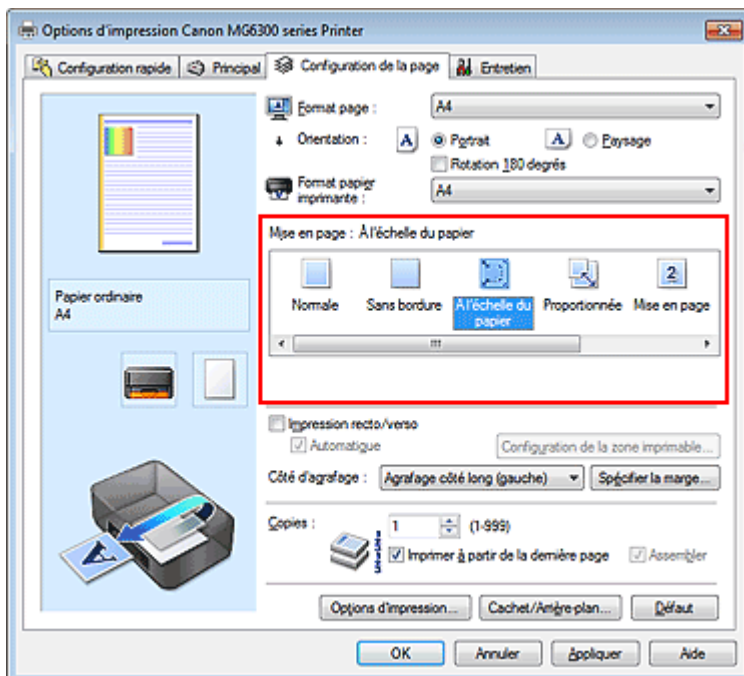 Options d'impression Canon MG6300 series Printer
Configuration rapide Principal Configuration de la page Entretien
Format page : A4
Orientation : A Portrait A Paysage
Rotation 180 degrés
Format papier imprimante : A4
Mise en page : À l'échelle du papier
Normale Sans bordure À l'échelle du papier Proportionnée 2 Mise en page
Papier ordinaire
A4
Impression recto/verso
Automatique Configuration de la zone imprimable...
Côté d'agrafage : Agrafage côté long (gauche) Spécifier la marge...
Copies : 1 (1-999)
Imprimer à partir de la dernière page Assembler
Options d'impression... Cachet/Arrière-plan... Défaut
OK Annuler Appliquer Aide